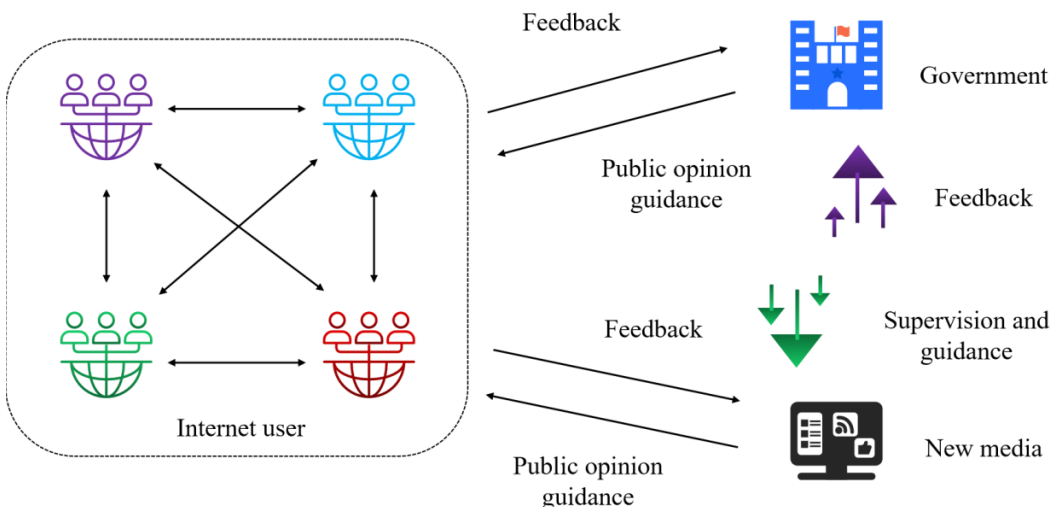 Feedback
Government
Public opinion
guidance
Feedback
Feedback
Supervision and
guidance
Internet user
New media
Public opinion
guidance